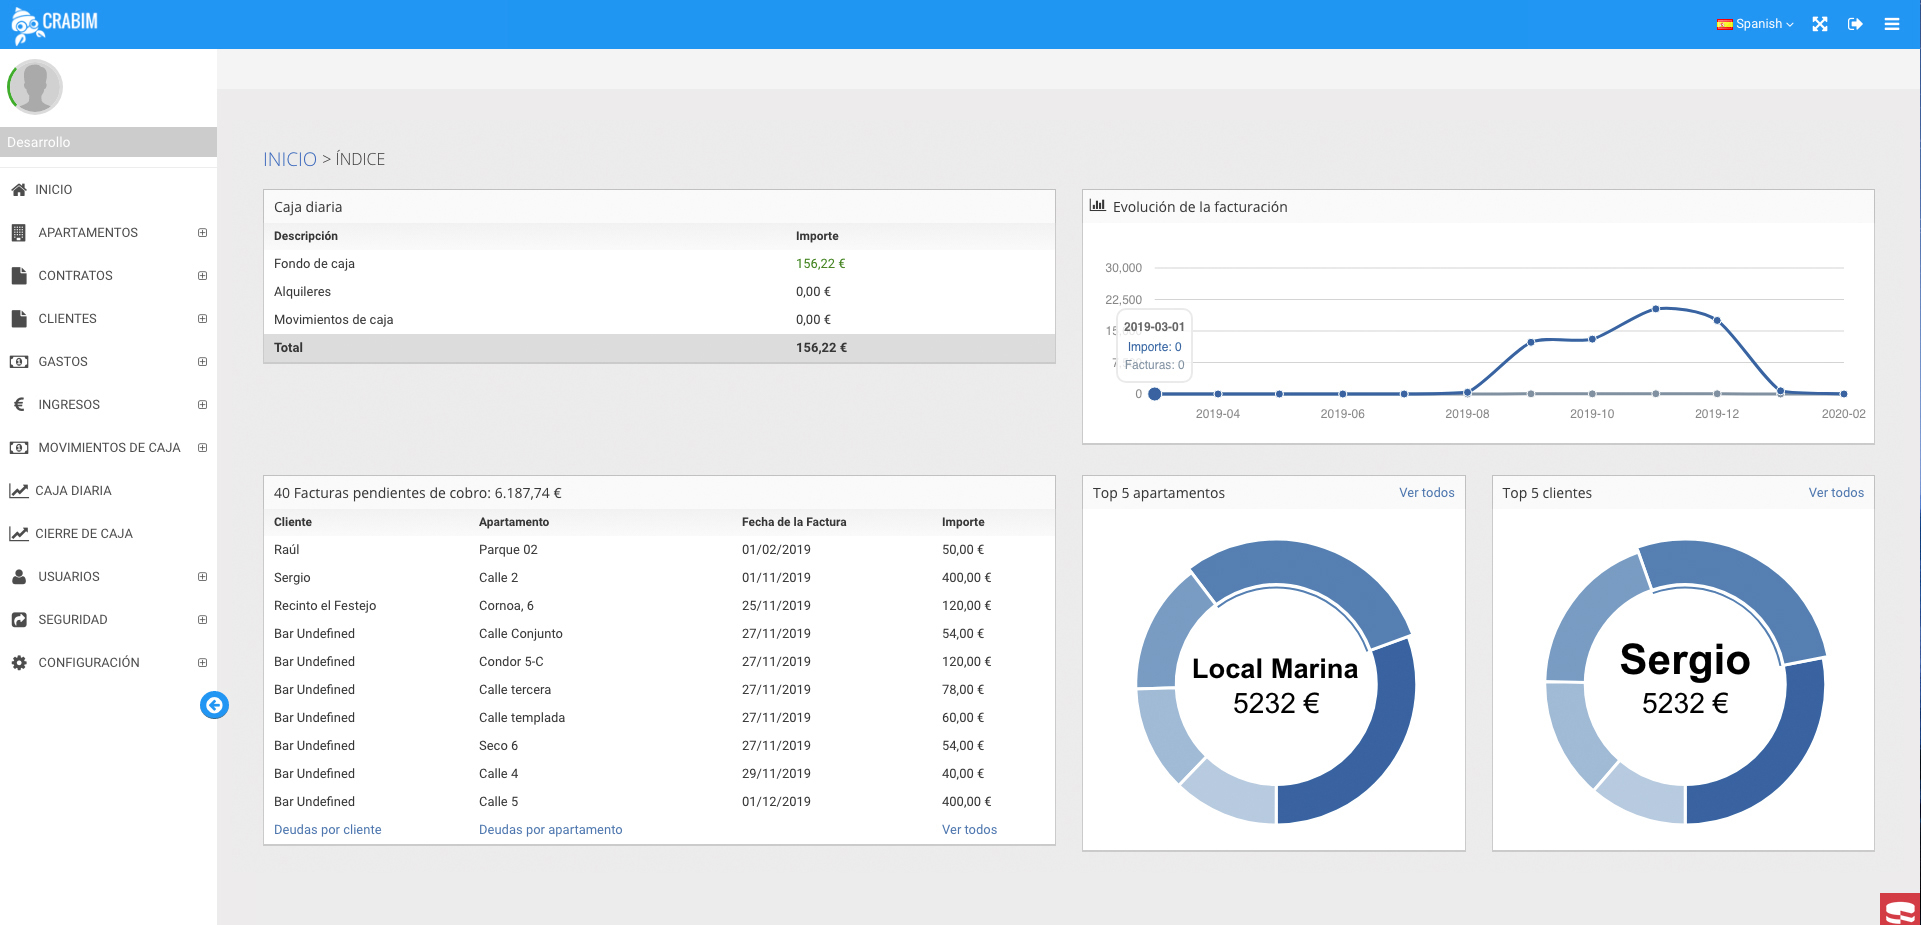 CRABIM
Spanish
Desarrollo
INICIO
APARTAMENTOS
CONTRATOS
CLIENTES
GASTOS
INGRESOS
MOVIMIENTOS DE CAJA
CAJA DIARIA
CIERRE DE CAJA
USUARIOS
SEGURIDAD
CONFIGURACIÓN
INICIO > ÍNDICE
Caja diaria
Descripción Importe
Fondo de caja 156,22 €
Alquileres 0,00 €
Movimientos de caja 0,00 €
Total 156,22 €
Evolución de la facturación
30,000
22,500
0
2019-03-01
Importe: 0
Facturas: 0
2019-04 2019-06 2019-08 2019-10 2019-12 2020-02
40 Facturas pendientes de cobro: 6.187,74 €
Cliente Apartamento Fecha de la Factura Importe
Raúl Parque 02 01/02/2019 50,00 €
Sergio Calle 2 01/11/2019 400,00 €
Recinto el Festejo Cornoa, 6 25/11/2019 120,00 €
Bar Undefined Calle Conjunto 27/11/2019 54,00 €
Bar Undefined Condor 5-C 27/11/2019 120,00 €
Bar Undefined Calle tercera 27/11/2019 78,00 €
Bar Undefined Calle templada 27/11/2019 60,00 €
Bar Undefined Seco 6 27/11/2019 54,00 €
Bar Undefined Calle 4 29/11/2019 40,00 €
Bar Undefined Calle 5 01/12/2019 400,00 €
Deudas por cliente Deudas por apartamento Ver todos
Top 5 apartamentos Ver todos
Local Marina
5232 €
Top 5 clientes Ver todos
Sergio
5232 €